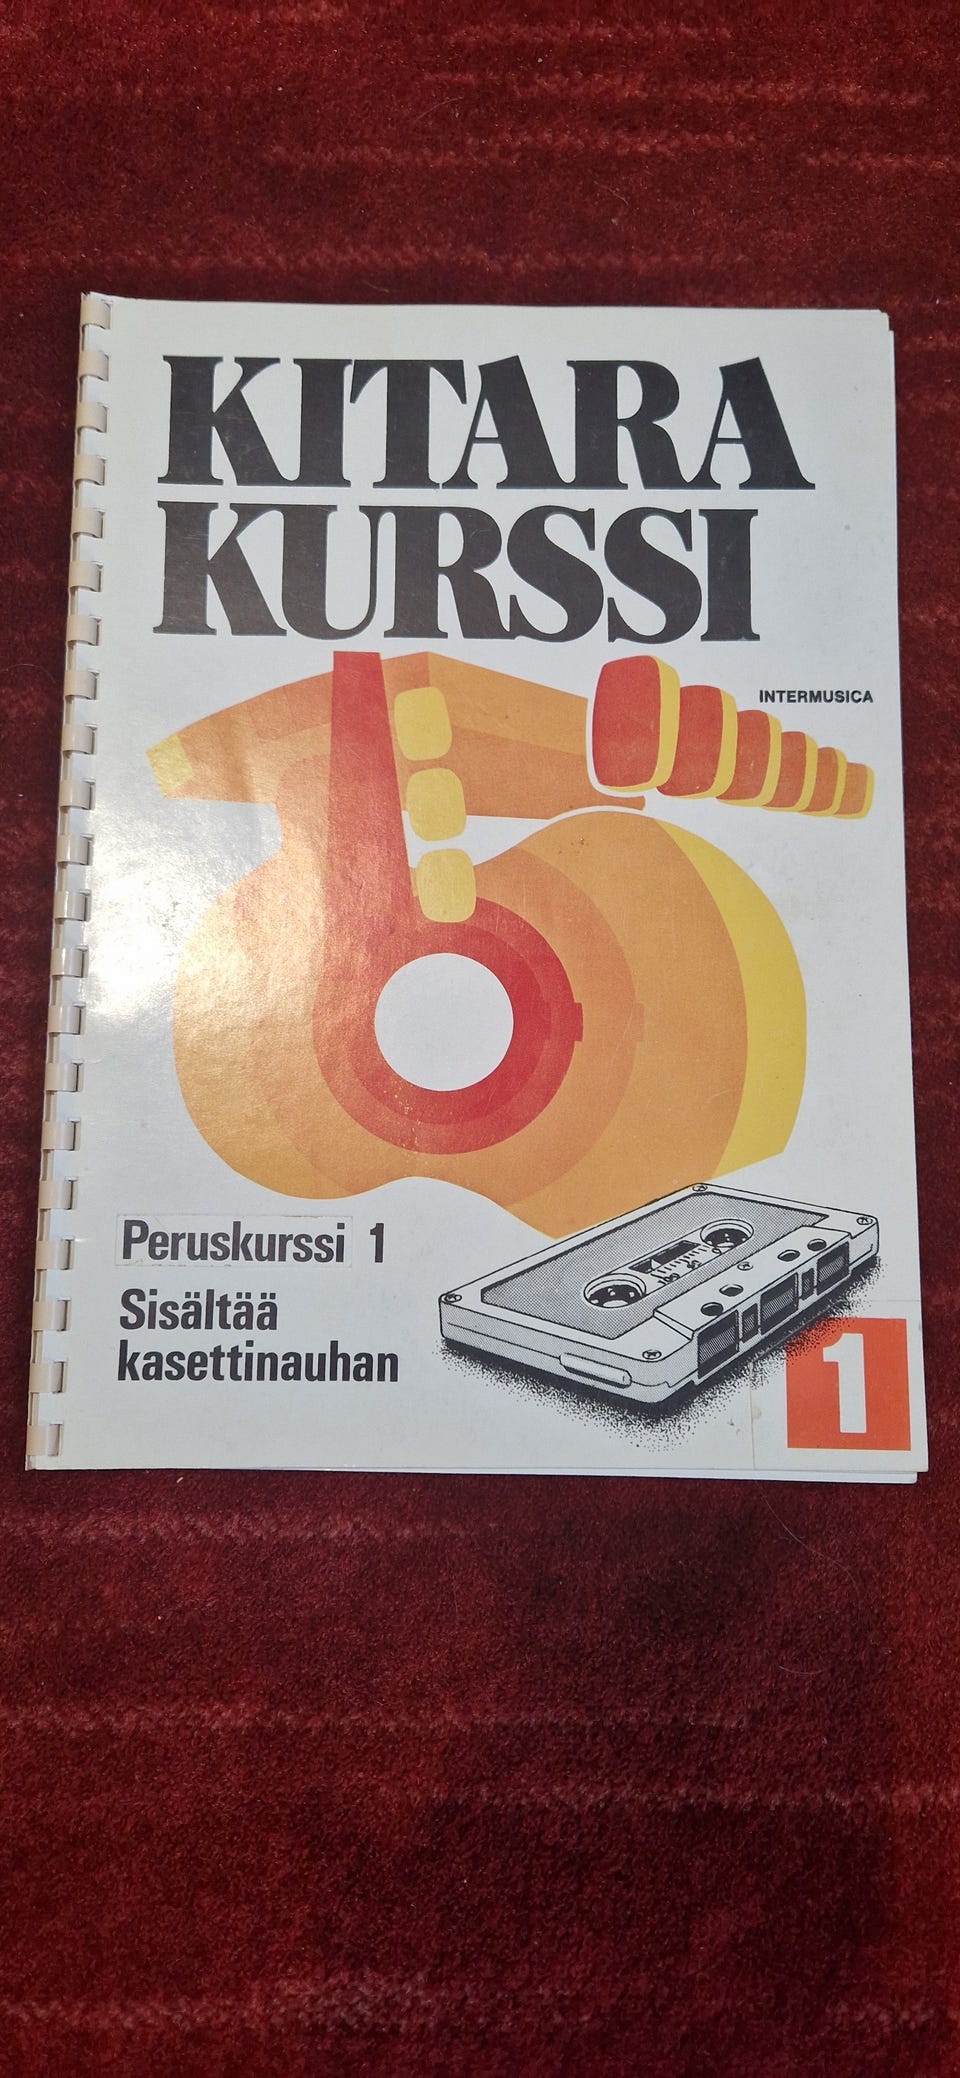 KITARA
KURSSI
INTERMUSICA
Peruskurssi 1
Sisältää
kasettinauhan
1